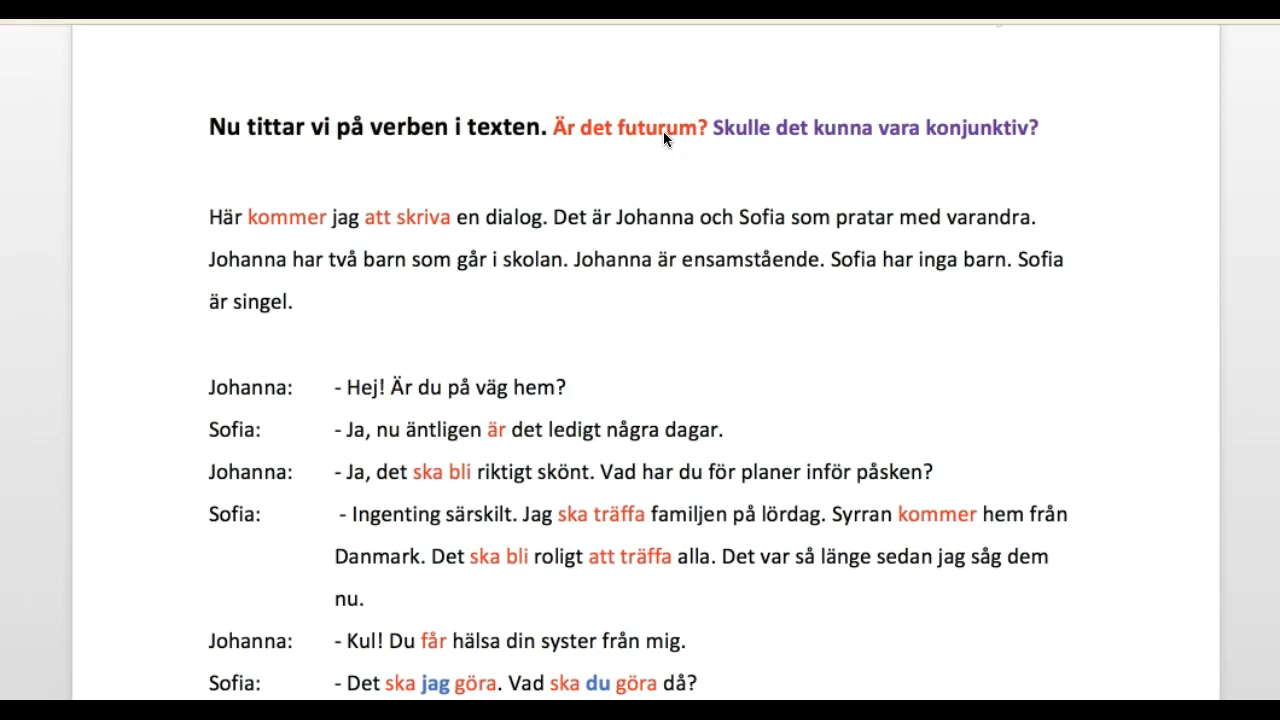 Nu tittar vi på verben i texten. Är det futurum? Skulle det kunna vara konjunktiv?
Här kommer jag att skriva en dialog. Det är Johanna och Sofia som pratar med varandra.
Johanna har två barn som går i skolan. Johanna är ensamstående. Sofia har inga barn. Sofia
är singel.
Johanna: - Hej! Är du på väg hem?
Sofia: - Ja, nu äntligen är det ledigt några dagar.
Johanna: - Ja, det ska bli riktigt skönt. Vad har du för planer inför påsken?
Sofia: - Ingenting särskilt. Jag ska träffa familjen på lördag. Syrran kommer hem från
Danmark. Det ska bli roligt att träffa alla. Det var så länge sedan jag såg dem
nu.
Johanna: - Kul! Du får hälsa din syster från mig.
Sofia: - Det ska jag göra. Vad ska du göra då?